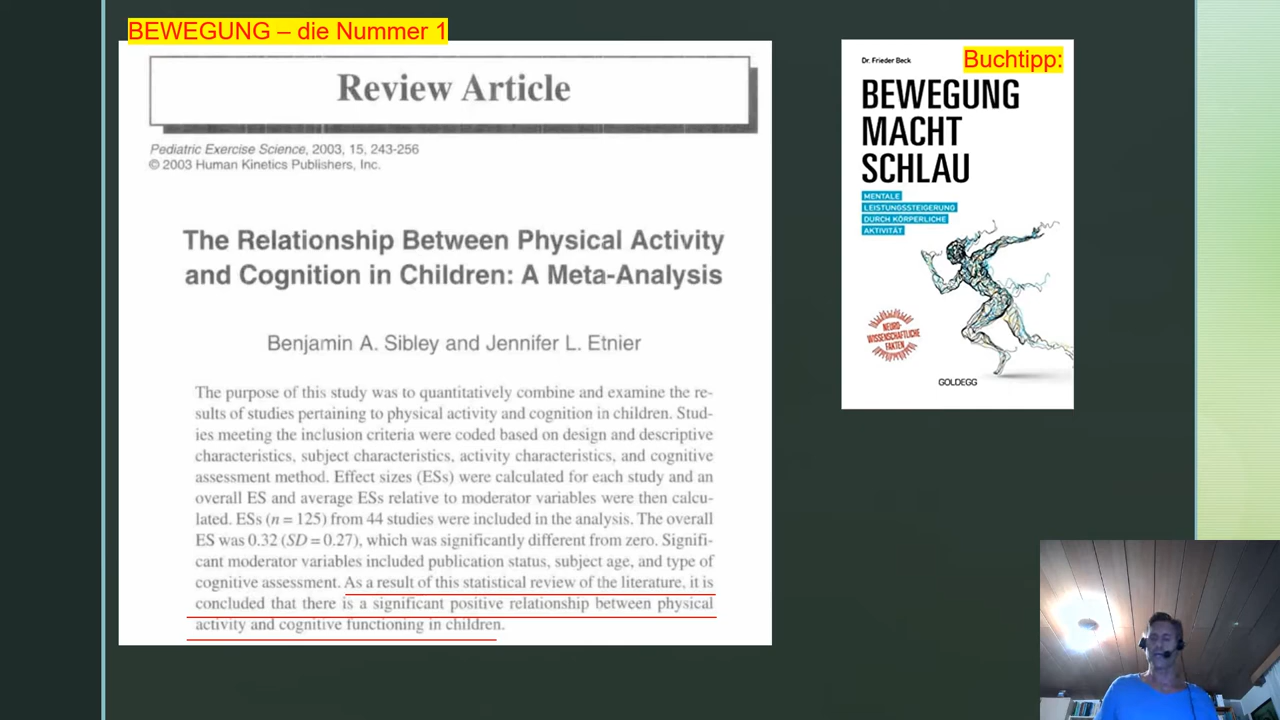 BEWEGUNG – die Nummer 1
Review Article
Pediatric Exercise Science, 2003, 15, 243-256
© 2003 Human Kinetics Publishers, Inc.
The Relationship Between Physical Activity
and Cognition in Children: A Meta-Analysis
Benjamin A. Sibley and Jennifer L. Etnier
The purpose of this study was to quantitatively combine and examine the re-
sults of studies pertaining to physical activity and cognition in children. Stud-
ies meeting the inclusion criteria were coded based on design and descriptive
characteristics, subject characteristics, activity characteristics, and cognitive
assessment method. Effect sizes (ESs) were calculated for each study and an
overall ES and average ESs relative to moderator variables were then calcu-
lated. ESs (n = 125) from 44 studies were included in the analysis. The overall
ES was 0.32 (SD = 0.27), which was significantly different from zero. Signifi-
cant moderator variables included publication status, subject age, and type of
cognitive assessment. As a result of this statistical review of the literature, it is
concluded that there is a significant positive relationship between physical
activity and cognitive functioning in children.
Buchtipp:
Dr. Frieder Beck
BEWEGUNG
MACHT
SCHLAU
MENTALE
LEISTUNGSSTEIGERUNG
DURCH KÖRPERLICHE
AKTIVITÄT
NEURO-
WISSENSCHAFTLICHE
FAKTEN
GOLDEGG